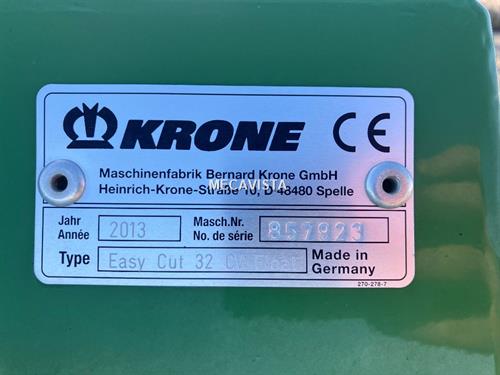 KRONE CE
Maschinenfabrik Bernard Krone GmbH
Heinrich-Krone-Straße 10, D 48480 Spelle
MECAVISTA
Jahr Masch.Nr.
Année 2013 No. de série 857823
Type Easy Cut 32 CV Float Made in
Germany
270-278-7